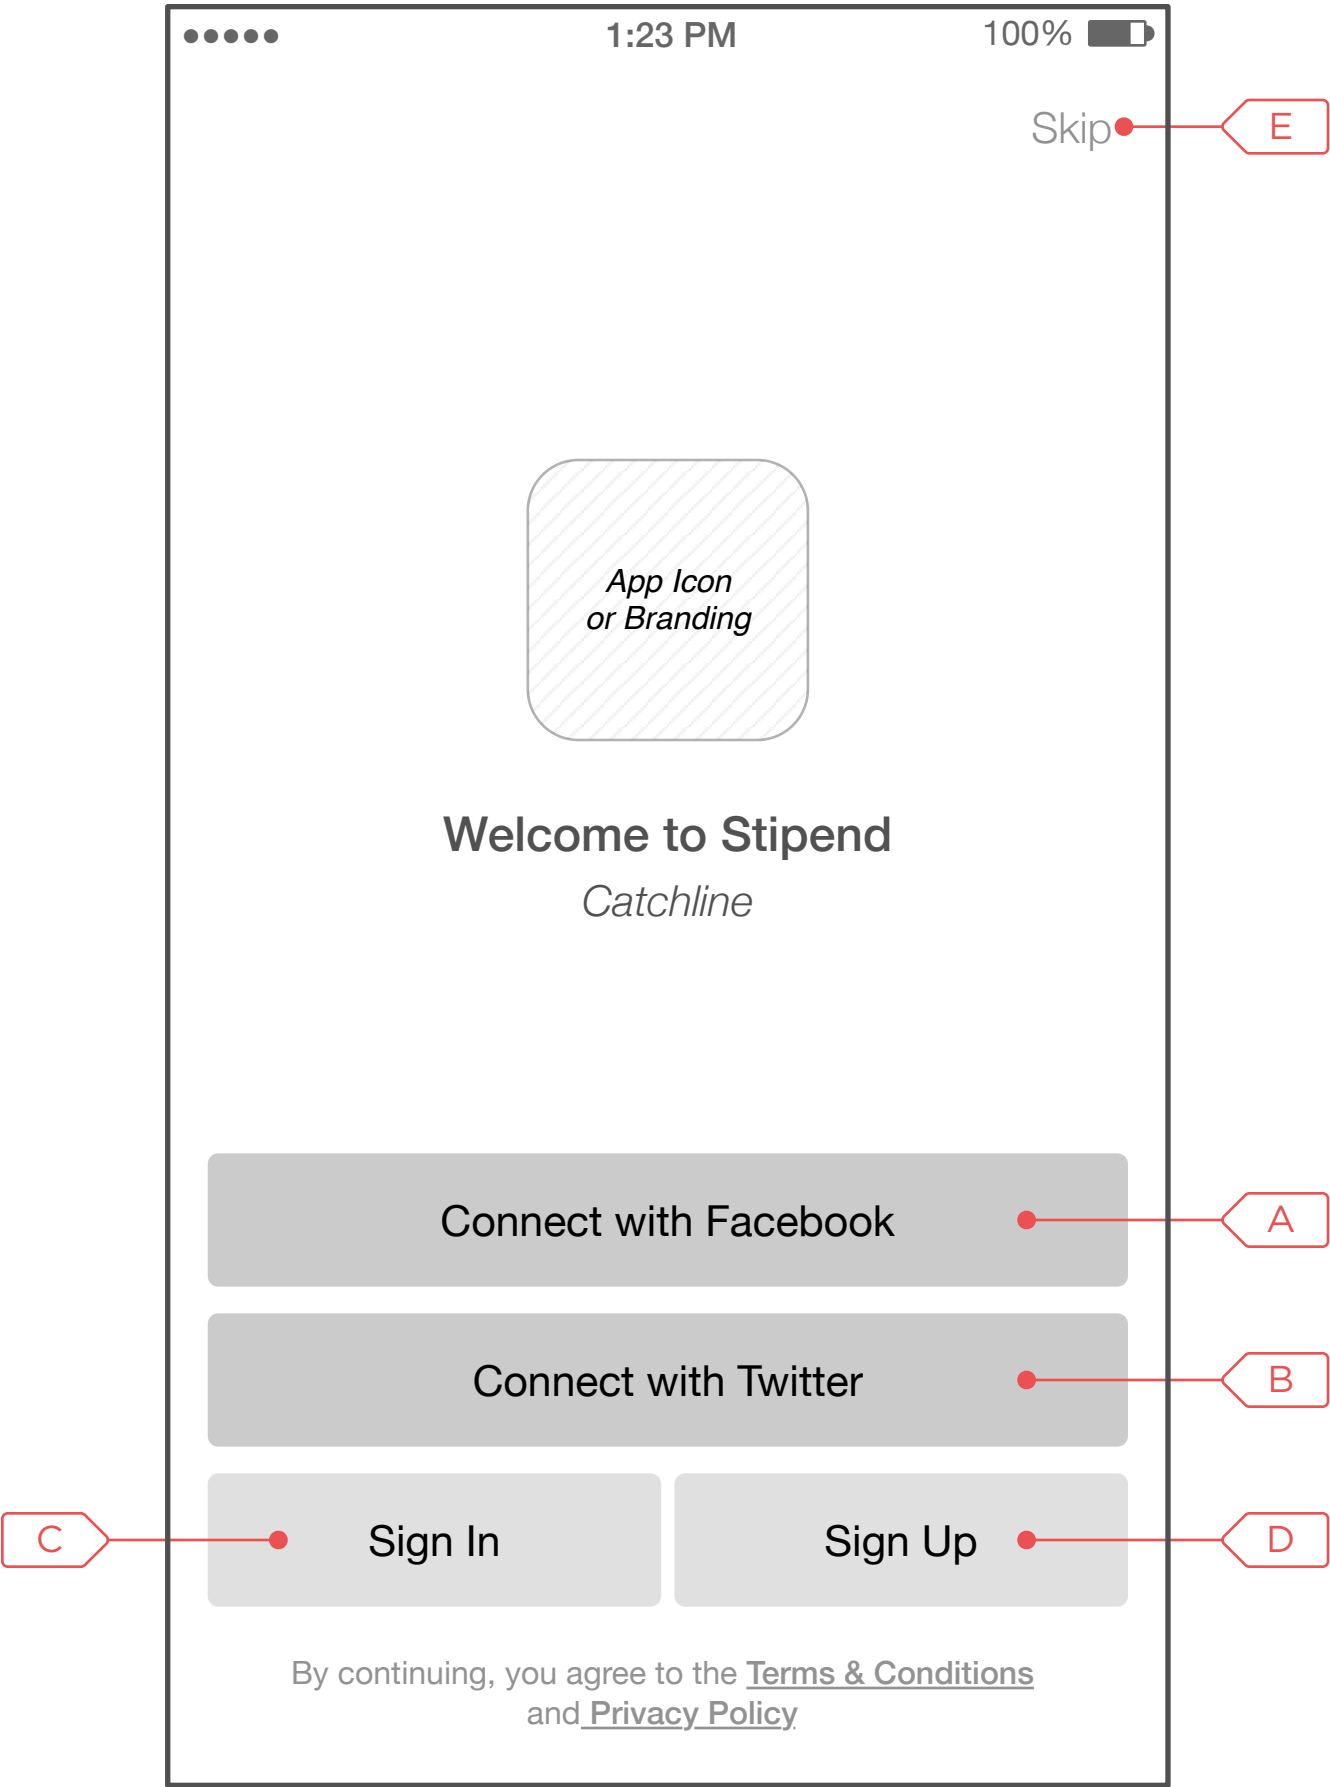 1:23 PM
100%
Skip
E
App Icon
or Branding
Welcome to Stipend
Catchline
Connect with Facebook
A
Connect with Twitter
B
C
Sign In
Sign Up
D
By continuing, you agree to the Terms & Conditions
and Privacy Policy